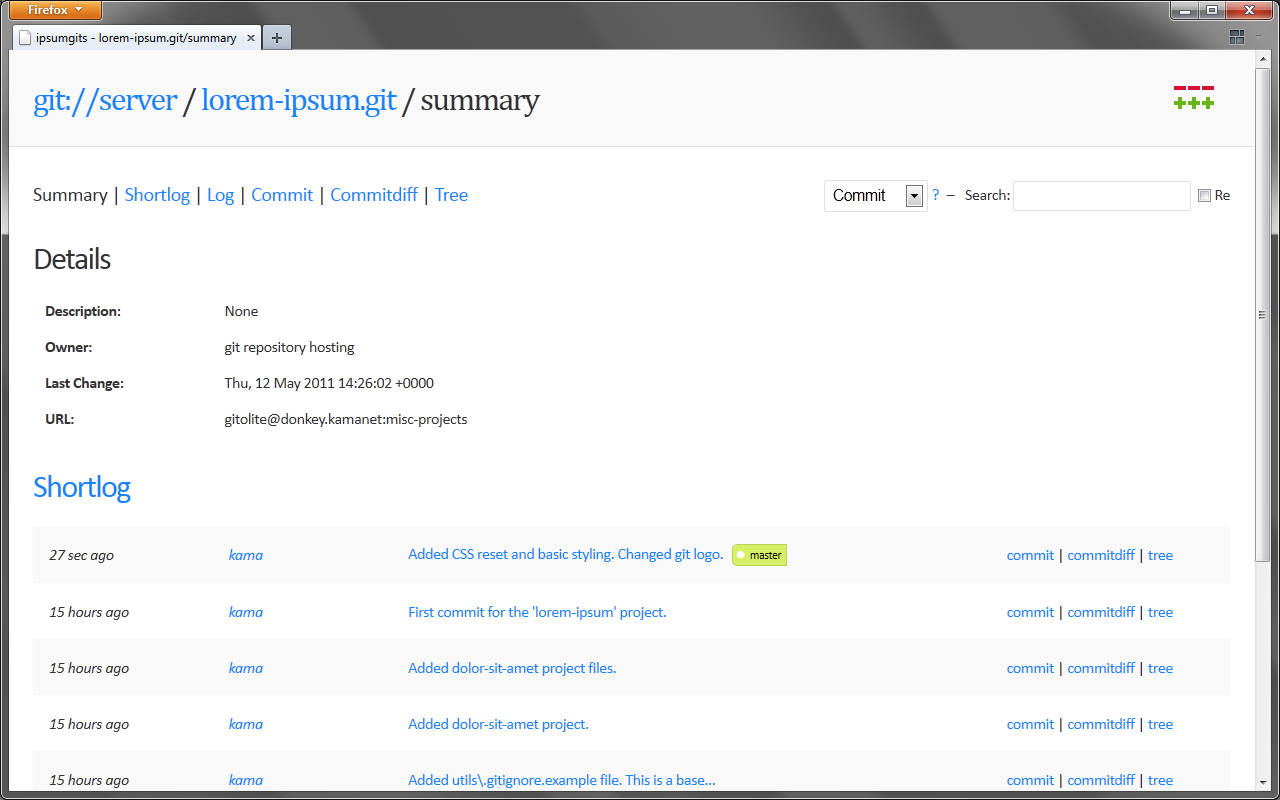 Firefox
ipsumgits - lorem-ipsum.git/summary
git://server / lorem-ipsum.git / summary
Summary | Shortlog | Log | Commit | Commitdiff | Tree Commit ? – Search: Re
Details
Description: None
Owner: git repository hosting
Last Change: Thu, 12 May 2011 14:26:02 +0000
URL: gitolite@donkey.kamanet:misc-projects
Shortlog
27 sec ago kama Added CSS reset and basic styling. Changed git logo. master commit | commitdiff | tree
15 hours ago kama First commit for the 'lorem-ipsum' project. commit | commitdiff | tree
15 hours ago kama Added dolor-sit-amet project files. commit | commitdiff | tree
15 hours ago kama Added dolor-sit-amet project. commit | commitdiff | tree
15 hours ago kama Added utils\.gitignore.example file. This is a base... commit | commitdiff | tree